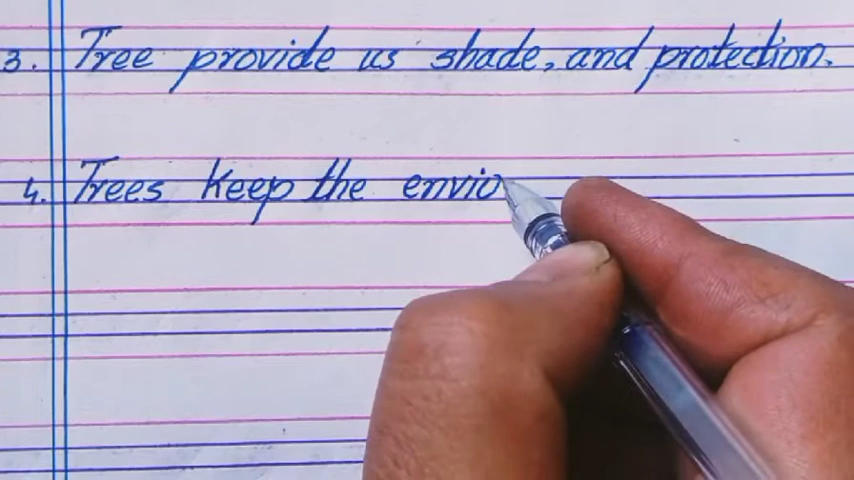 3. Tree provide us shade, and protection.
4. Trees keep the envio